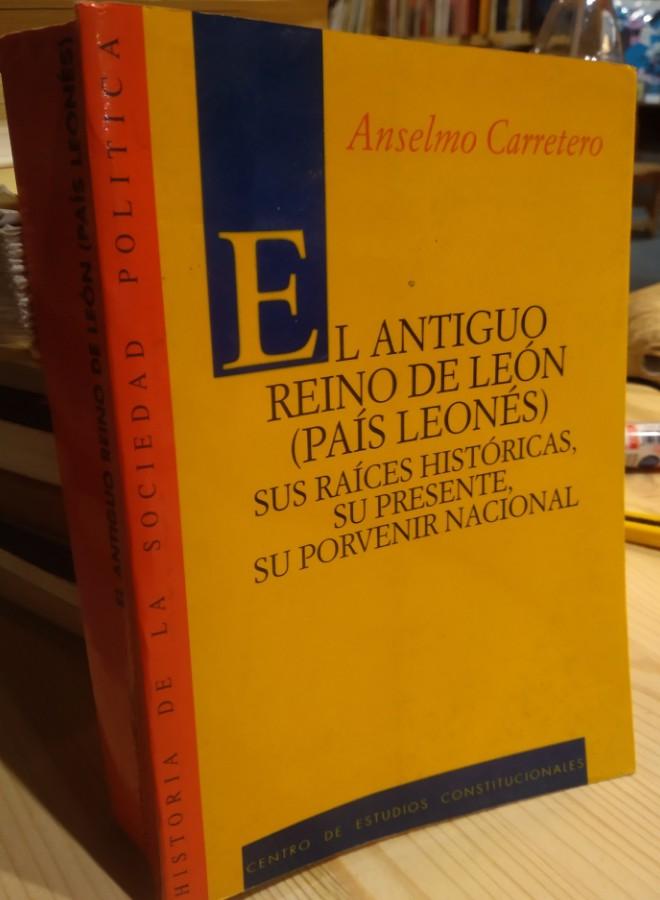 Anselmo Carretero
EL ANTIGUO
REINO DE LEÓN
(PAÍS LEONÉS)
SUS RAÍCES HISTÓRICAS,
SU PRESENTE,
SU PORVENIR NACIONAL
CENTRO DE ESTUDIOS CONSTITUCIONALES
HISTORIA DE LA SOCIEDAD POLITICA
EL ANTIGUO REINO DE LEÓN (PAÍS LEONÉS)